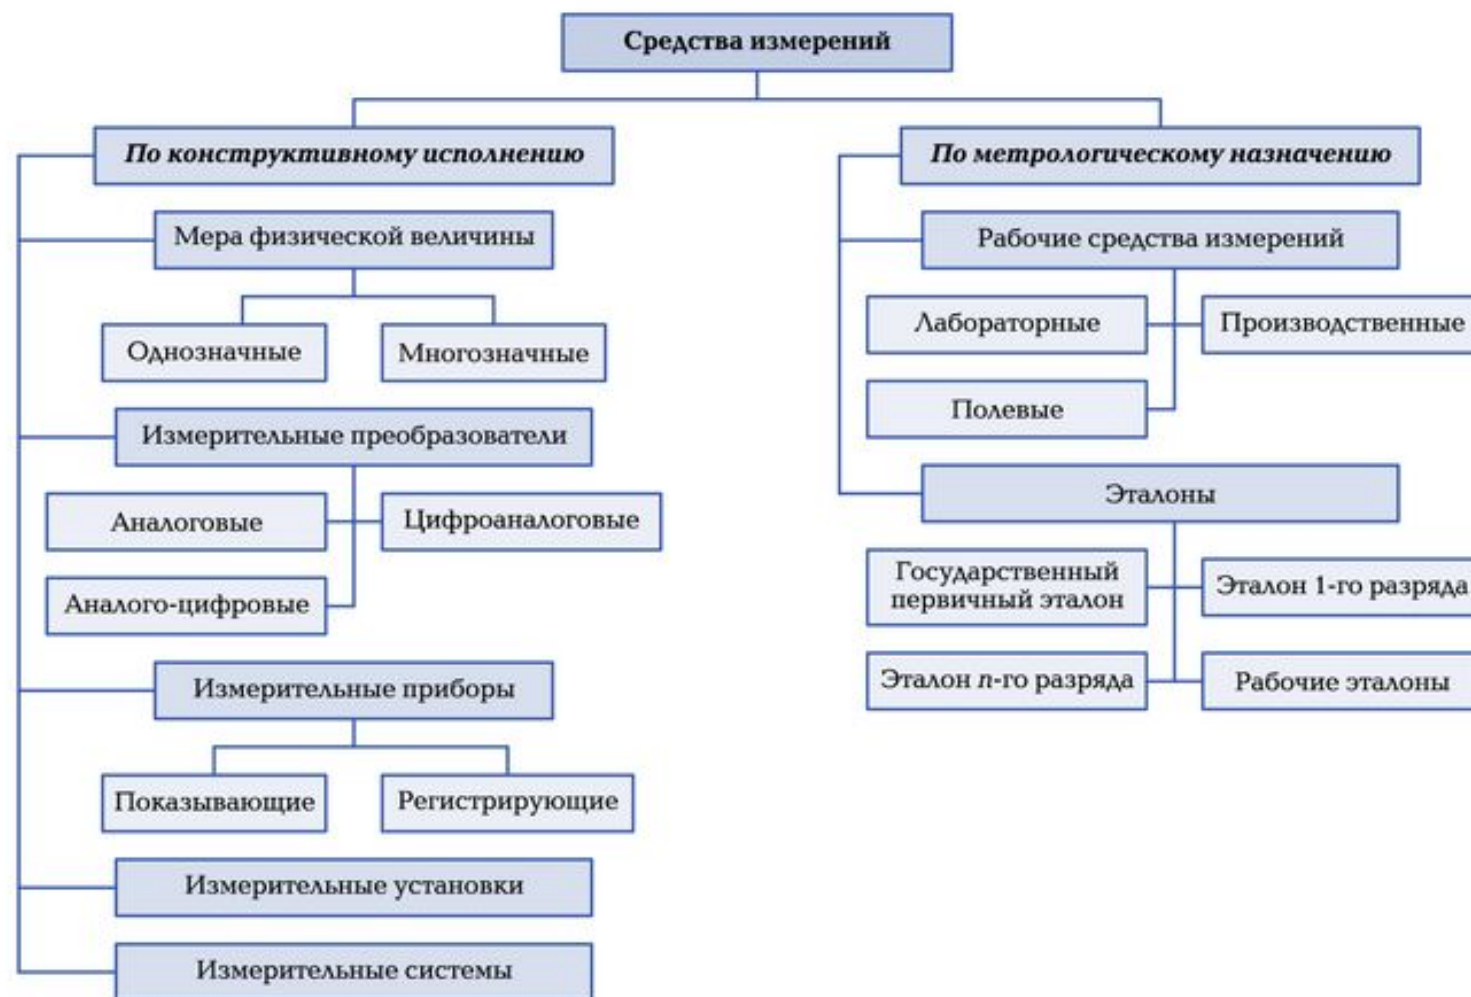 Средства измерений
По конструктивному исполнению
Мера физической величины
Однозначные
Многозначные
Измерительные преобразователи
Аналоговые
Цифроаналоговые
Аналого-цифровые
Измерительные приборы
Показывающие
Регистрирующие
Измерительные установки
Измерительные системы
По метрологическому назначению
Рабочие средства измерений
Лабораторные
Производственные
Полевые
Эталоны
Государственный
первичный эталон
Эталон 1-го разряда
Эталон n-го разряда
Рабочие эталоны